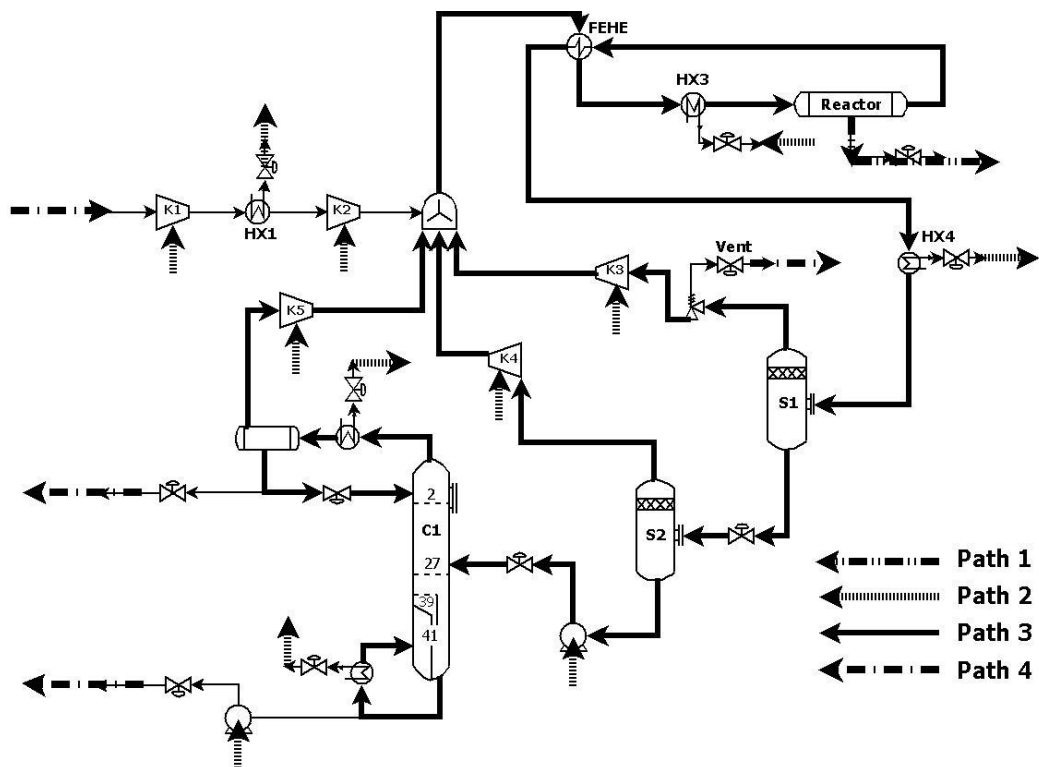 FEHE
HX3
Reactor
K1
HX1
K2
Vent
HX4
K3
K5
K4
S1
2
C1
S2
27
39
41
Path 1
Path 2
Path 3
Path 4